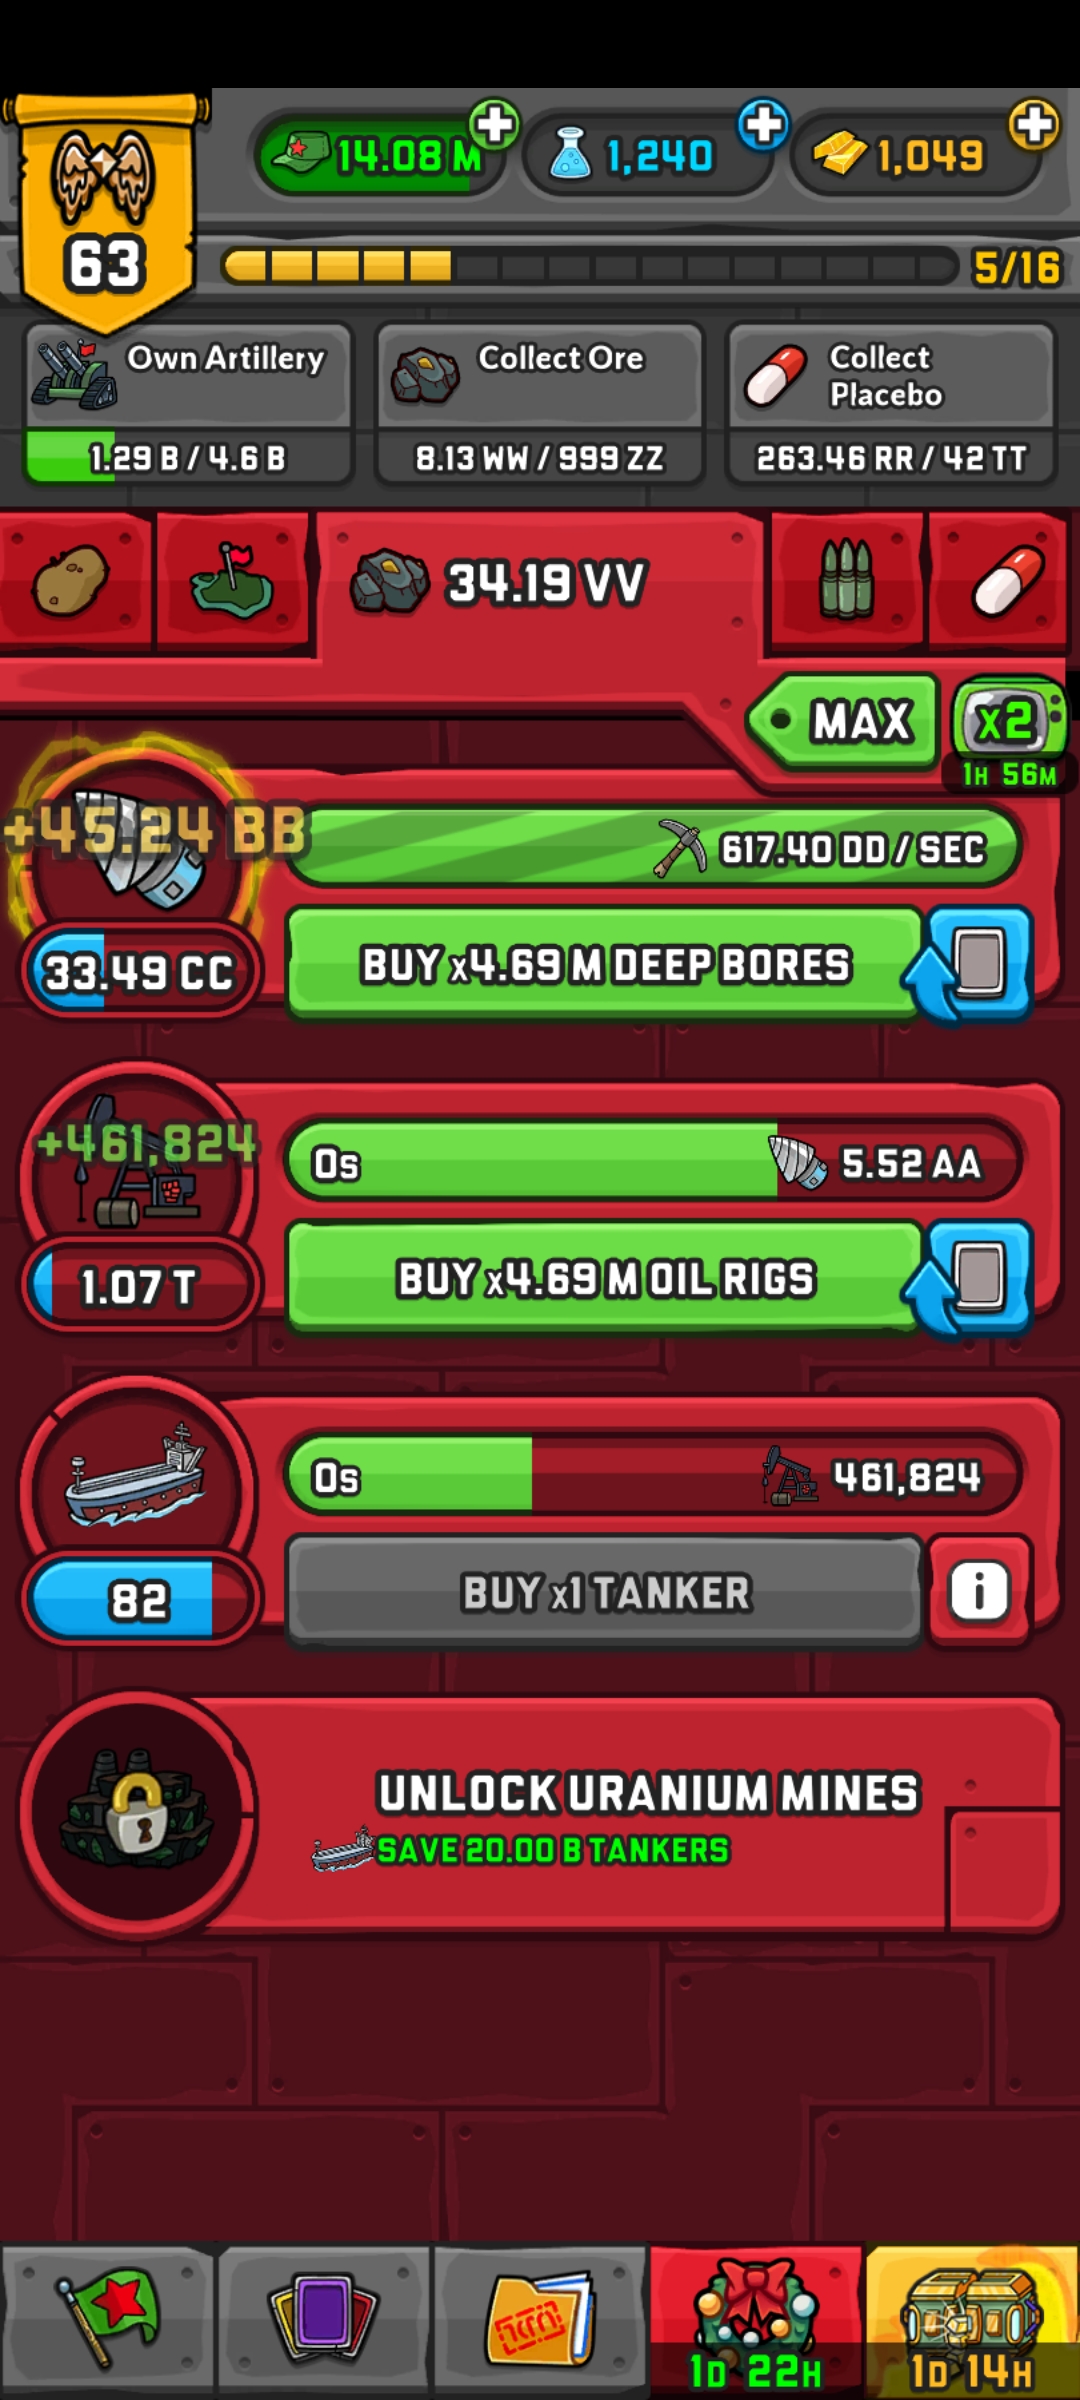 14.08 M
1,240
1,049
63
5/16
Own Artillery
1.29 B / 4.6 B
Collect Ore
8.13 WW / 999 ZZ
Collect
Placebo
263.46 RR / 42 TT
34.19 VV
MAX
x2
1H 56M
+45.24 BB
617.40 DD / SEC
33.49 CC
BUY x4.69 M DEEP BORES
+461,824
0s
5.52 AA
1.07 T
BUY x4.69 M OIL RIGS
0s
461,824
82
BUY x1 TANKER
i
UNLOCK URANIUM MINES
SAVE 20.00 B TANKERS
1D 22H
1D 14H